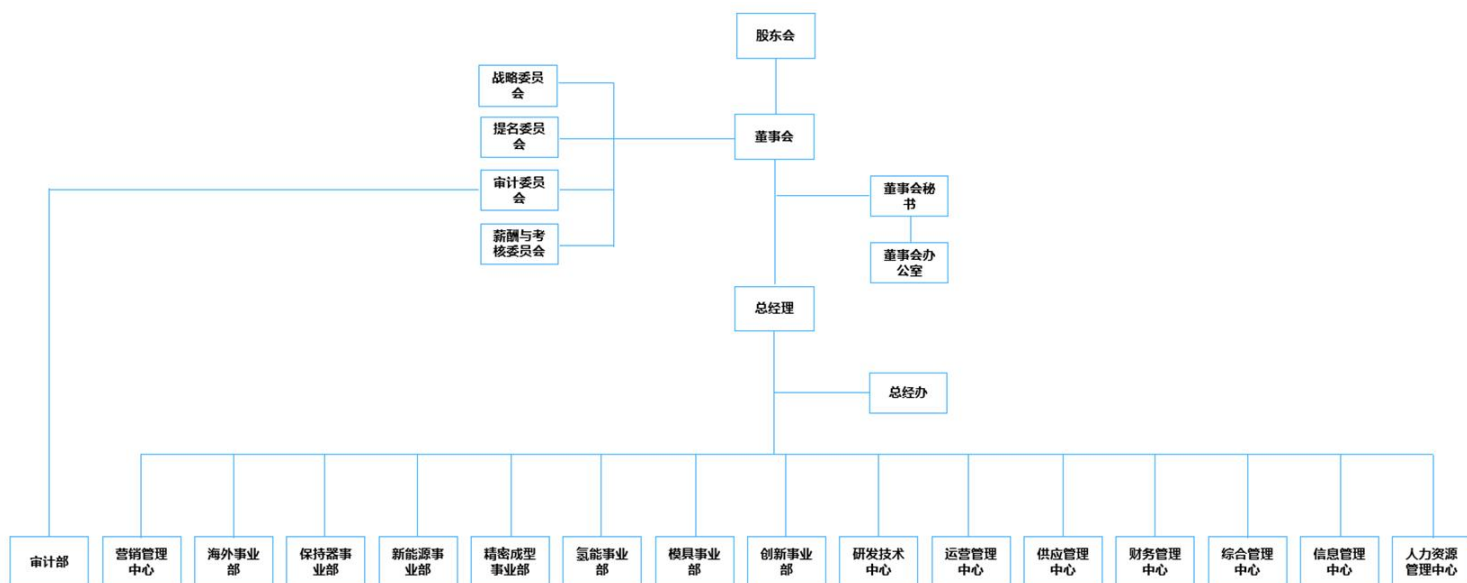 股东会
战略委员
会
提名委员
会
董事会
审计委员
会
董事会秘
书
薪酬与考
核委员会
董事会办
公室
总经理
总经办
审计部
营销管理
中心
海外事业
部
保持器事
业部
新能源事
业部
精密成型
事业部
氢能事业
部
模具事业
部
创新事业
部
研发技术
中心
运营管理
中心
供应管理
中心
财务管理
中心
综合管理
中心
信息管理
中心
人力资源
管理中心